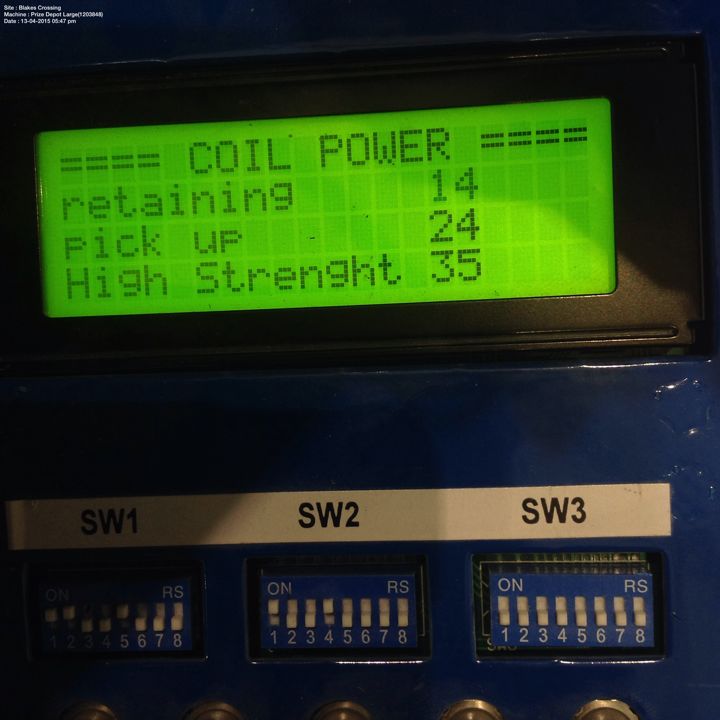 Site : Blakes Crossing
Machine : Prize Depot Large(1203848)
Date : 13-04-2015 05:47 pm
==== COIL POWER ====
retaining 14
pick up 24
High Strenght 35
SW1 SW2 SW3
ON RS ON RS ON RS
1 2 3 4 5 6 7 8 1 2 3 4 5 6 7 8 1 2 3 4 5 6 7 8